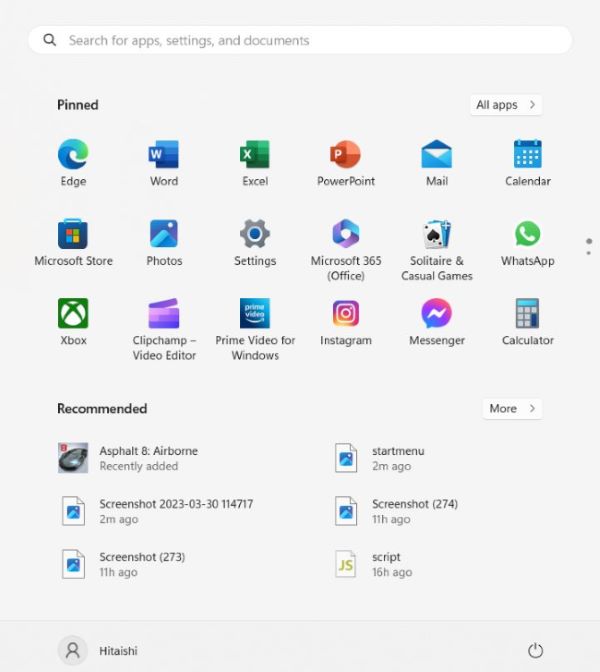 Search for apps, settings, and documents
Pinned
All apps
Edge
Word
Excel
PowerPoint
Mail
Calendar
Microsoft Store
Photos
Settings
Microsoft 365
(Office)
Solitaire &
Casual Games
WhatsApp
Xbox
Clipchamp –
Video Editor
prime
video
Prime Video for
Windows
Instagram
Messenger
Calculator
Recommended
More
Asphalt 8: Airborne
Recently added
startmenu
2m ago
Screenshot 2023-03-30 114717
2m ago
Screenshot (274)
11h ago
Screenshot (273)
11h ago
JS
script
16h ago
Hitaishi